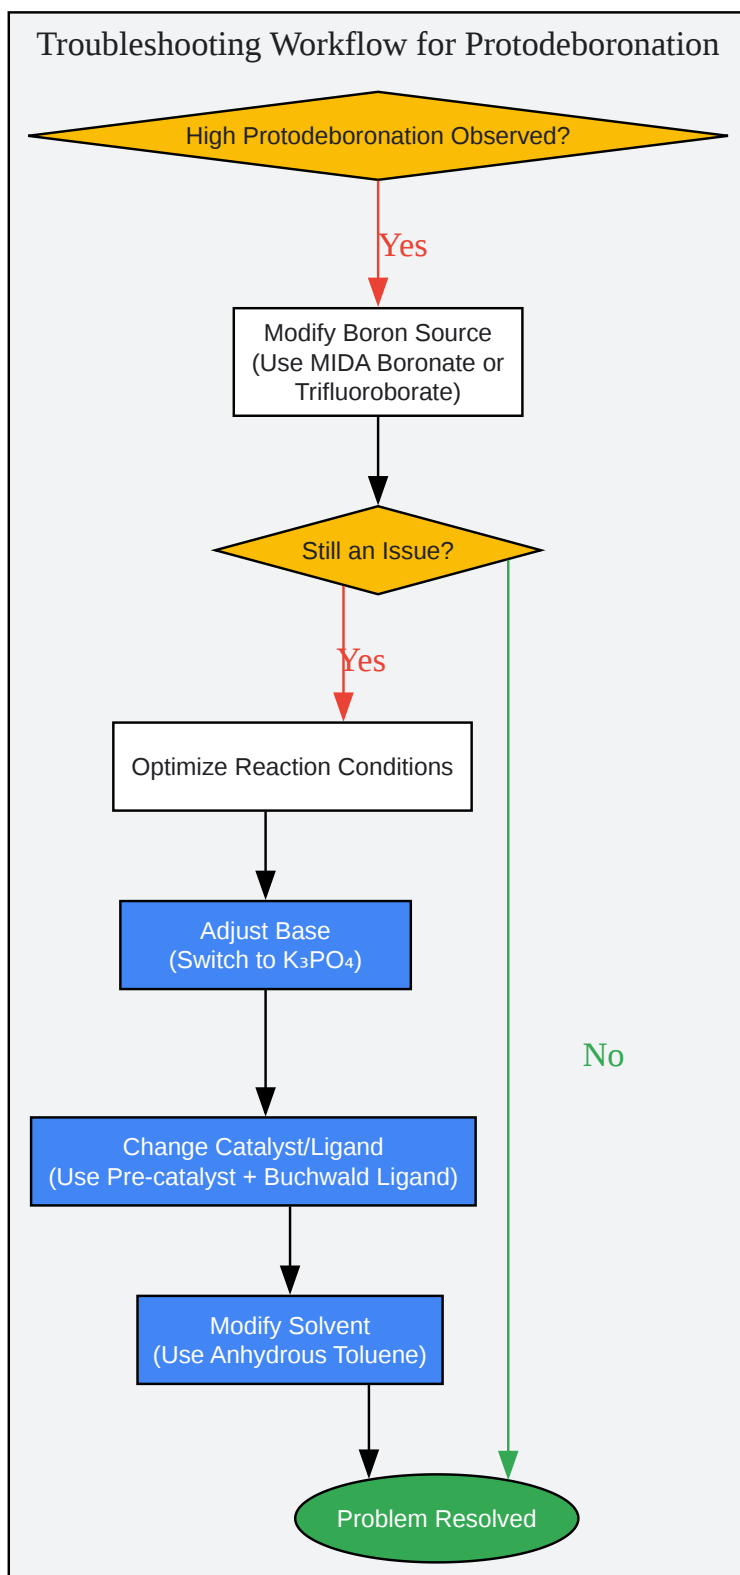 Troubleshooting Workflow for Protodeboronation
High Protodeboronation Observed?
Yes
Modify Boron Source
(Use MIDA Boronate or
Trifluoroborate)
Still an Issue?
Yes
Optimize Reaction Conditions
Adjust Base
(Switch to K₃PO₄)
No
Change Catalyst/Ligand
(Use Pre-catalyst + Buchwald Ligand)
Modify Solvent
(Use Anhydrous Toluene)
Problem Resolved